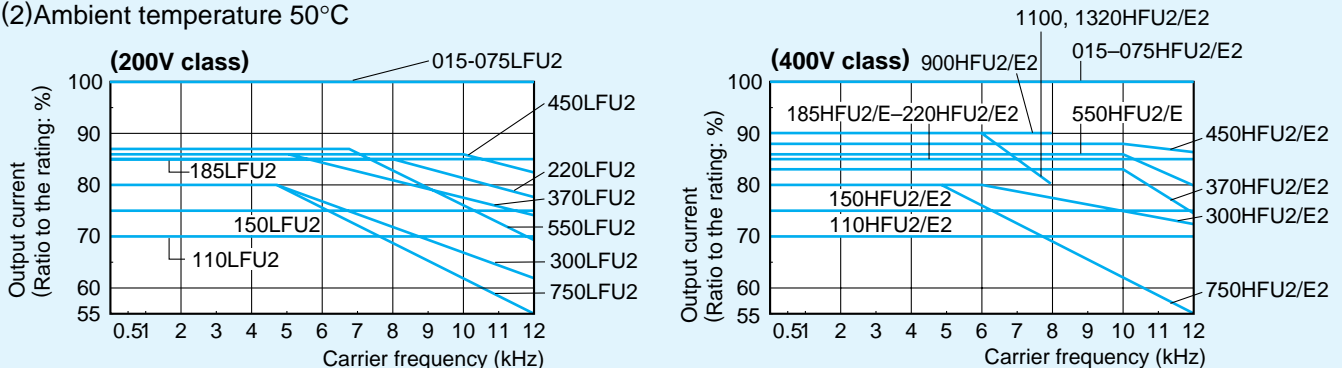 (2)Ambient temperature 50°C
(200V class)
015-075LFU2
450LFU2
220LFU2
370LFU2
550LFU2
300LFU2
750LFU2
185LFU2
150LFU2
110LFU2
100
90
80
70
60
55
Output current
(Ratio to the rating: %)
0.51 2 3 4 5 6 7 8 9 10 11 12
Carrier frequency (kHz)
1100, 1320HFU2/E2
015–075HFU2/E2
(400V class)
900HFU2/E2
185HFU2/E–220HFU2/E2
550HFU2/E
450HFU2/E2
370HFU2/E2
300HFU2/E2
750HFU2/E2
150HFU2/E2
110HFU2/E2
100
90
80
70
60
55
Output current
(Ratio to the rating: %)
0.51 2 3 4 5 6 7 8 9 10 11 12
Carrier frequency (kHz)